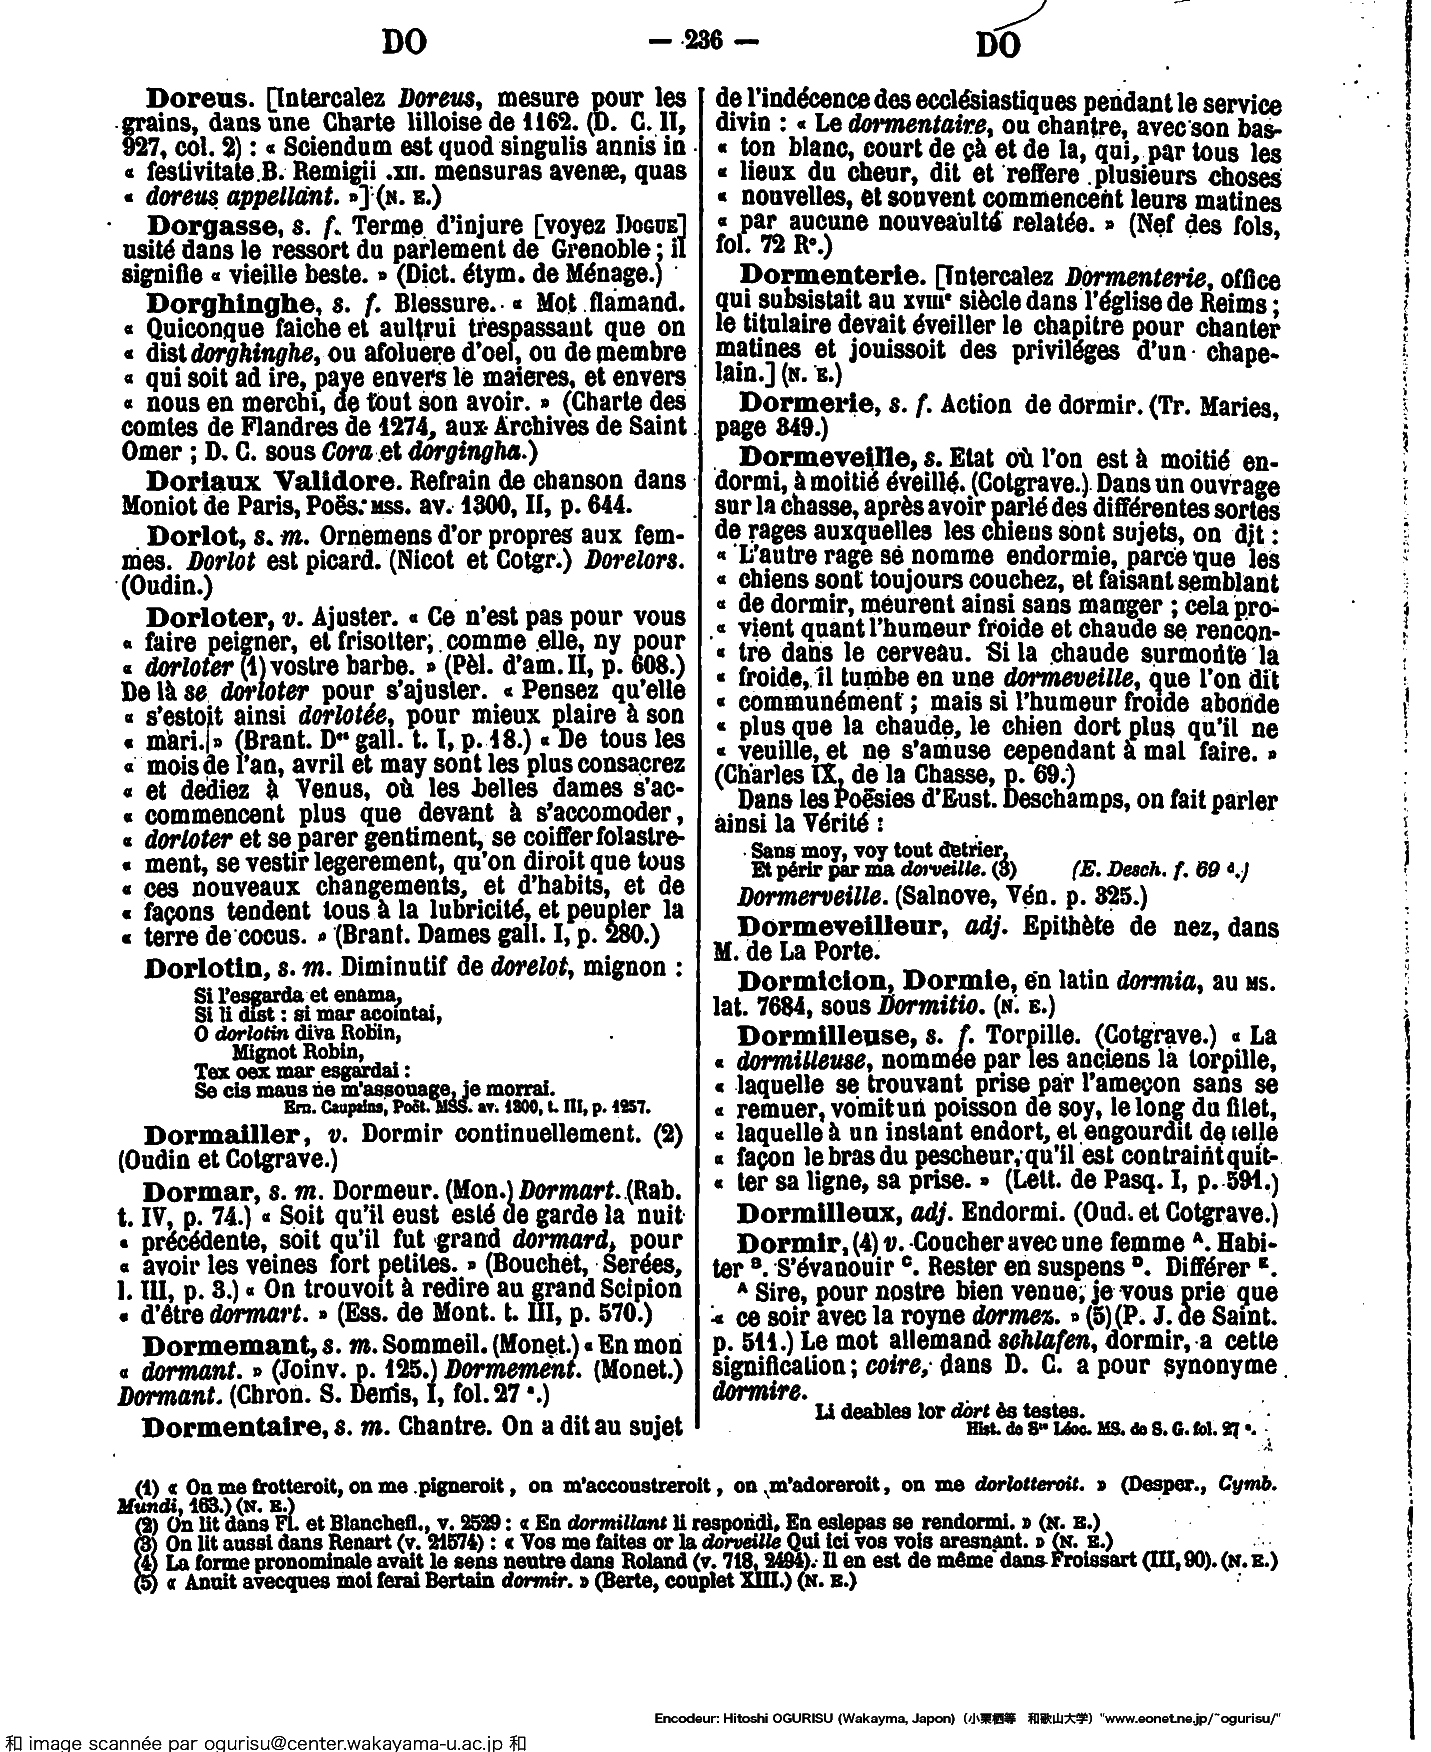 DO
— 236 —
DO
Doreus. [Intercalez Doreus, mesure pour les
grains, dans une Charte lilloise de 1162. (D. C. II,
927, col. 2) : « Sciendum est quod singulis annis in
« festivitate B. Remigii .XII. mensuras avenæ, quas
« doreus appellant. »] (N. E.)
Dorgasse, s. f. Terme d'injure [voyez DOGUE]
usité dans le ressort du parlement de Grenoble ; il
signifie « vieille beste. » (Dict. étym. de Ménage.)
Dorghinghe, s. f. Blessure. « Mot flamand.
« Quiconque faiche et aultrui trespassant que on
« dist dorghinghe, ou afoluere d'oel, ou de membre
« qui soit ad ire, paye envers le maieres, et envers
« nous en merchi, de tout son avoir. » (Charte des
comtes de Flandres de 1274, aux Archives de Saint
Omer ; D. C. sous Cora et dorgingha.)
Doriaux Validore. Refrain de chanson dans
Moniot de Paris, Poës. MSS. av. 1300, II, p. 644.
Dorlot, s. m. Ornemens d'or propres aux fem-
mes. Dorlot est picard. (Nicot et Cotgr.) Dorelors.
(Oudin.)
Dorloter, v. Ajuster. « Ce n'est pas pour vous
« faire peigner, et frisotter, comme elle, ny pour
« dorloter (1) vostre barbe. » (Pèl. d'am. II, p. 608.)
De là se dorloter pour s'ajuster. « Pensez qu'elle
« s'estoit ainsi dorlotée, pour mieux plaire à son
« mari. » (Brant. Des gall. t. I, p. 18.) « De tous les
« mois de l'an, avril et may sont les plus consacrez
« et dediez à Venus, où les belles dames s'ac-
« commencent plus que devant à s'accomoder,
« dorloter et se parer gentiment, se coiffer folastre-
« ment, se vestir legerement, qu'on diroit que tous
« ces nouveaux changements, et d'habits, et de
« façons tendent tous à la lubricité, et peupler la
« terre de cocus. » (Brant. Dames gall. I, p. 280.)
Dorlotin, s. m. Diminutif de dorelot, mignon :
Si l'esgarda et enama,
Si li dist : si mar acointai,
O dorlotin diva Robin,
Mignot Robin,
Tex oex mar esgardai :
Se cis maus ne m'assouage, je morrai.
Ern. Caupains, Poët. MSS. av. 1300, t. III, p. 1257.
Dormailler, v. Dormir continuellement. (2)
(Oudin et Cotgrave.)
Dormar, s. m. Dormeur. (Mon.) Dormart. (Rab.
t. IV, p. 74.) « Soit qu'il eust esté de garde la nuit
« précédente, soit qu'il fut grand dormard, pour
« avoir les veines fort petites. » (Bouchet, Serées,
l. III, p. 3.) « On trouvoit à redire au grand Scipion
« d'être dormart. » (Ess. de Mont. t. III, p. 570.)
Dormemant, s. m. Sommeil. (Monet.) « En mon
« dormant. » (Joinv. p. 125.) Dormement. (Monet.)
Dormant. (Chron. S. Denis, I, fol. 27 a.)
Dormentaire, s. m. Chantre. On a dit au sujet
de l'indécence des ecclésiastiques pendant le service
divin : « Le dormentaire, ou chantre, avec son bas-
« ton blanc, court de çà et de la, qui, par tous les
« lieux du cheur, dit et reffere plusieurs choses
« nouvelles, et souvent commencent leurs matines
« par aucune nouveaulté relatée. » (Nef des fols,
fol. 72 R°.)
Dormenterie. [Intercalez Dormenterie, office
qui subsistait au XVIIIe siècle dans l'église de Reims ;
le titulaire devait éveiller le chapitre pour chanter
matines et jouissoit des priviléges d'un chape-
lain.] (N. E.)
Dormerie, s. f. Action de dormir. (Tr. Maries,
page 349.)
Dormeveille, s. Etat où l'on est à moitié en-
dormi, à moitié éveillé. (Cotgrave.) Dans un ouvrage
sur la chasse, après avoir parlé des différentes sortes
de rages auxquelles les chiens sont sujets, on dit :
« L'autre rage se nomme endormie, parce que les
« chiens sont toujours couchez, et faisant semblant
« de dormir, meurent ainsi sans manger ; cela pro-
« vient quant l'humeur froide et chaude se rencon-
« tre dans le cerveau. Si la chaude surmonte la
« froide, il tumbe en une dormeveille, que l'on dit
« communément ; mais si l'humeur froide abonde
« plus que la chaude, le chien dort plus qu'il ne
« veuille, et ne s'amuse cependant à mal faire. »
(Charles IX, de la Chasse, p. 69.)
Dans les Poësies d'Eust. Deschamps, on fait parler
ainsi la Vérité :
Sans moy, voy tout detrier,
Et périr par ma dorveille. (3) (E. Desch. f. 69 d.)
Dormerveille. (Salnove, Vén. p. 325.)
Dormeveilleur, adj. Epithète de nez, dans
M. de La Porte.
Dormicion, Dormie, en latin dormia, au MS.
lat. 7684, sous Dormitio. (N. E.)
Dormilleuse, s. f. Torpille. (Cotgrave.) « La
« dormilleuse, nommée par les anciens la torpille,
« laquelle se trouvant prise par l'ameçon sans se
« remuer, vomit un poisson de soy, le long du filet,
« laquelle à un instant endort, et engourdit de telle
« façon le bras du pescheur, qu'il est contraint quit-
« ter sa ligne, sa prise. » (Lett. de Pasq. I, p. 591.)
Dormilleux, adj. Endormi. (Oud. et Cotgrave.)
Dormir, (4) v. Coucher avec une femme A. Habi-
ter B. S'évanouir C. Rester en suspens D. Différer E.
A Sire, pour nostre bien venue, je vous prie que
« ce soir avec la royne dormez. » (5) (P. J. de Saint.
p. 511.) Le mot allemand schlafen, dormir, a cette
signification ; coire, dans D. C. a pour synonyme
dormire.
Li deables lor dort ès testes.
Hist. de Ste Léoc. MS. de S. G. fol. 27 a.
(1) « On me frotteroit, on me pigneroit, on m'accoustreroit, on m'adoreroit, on me dorlotteroit. » (Desper., Cymb.
Mundi, 163.) (N. E.)
(2) On lit dans Fl. et Blanchefl., v. 2529 : « En dormillant li respondi, En eslepas se rendormi. » (N. E.)
(3) On lit aussi dans Renart (v. 21574) : « Vos me faites or la dorveille Qui ici vos vois aresnant. » (N. E.)
(4) La forme pronominale avait le sens neutre dans Roland (v. 718, 2494). Il en est de même dans Froissart (III, 90). (N. E.)
(5) « Anuit avecques moi ferai Bertain dormir. » (Berte, couplet XIII.) (N. E.)
Encodeur: Hitoshi OGURISU (Wakayma, Japon) (小栗栖等 和歌山大学) "www.eonet.ne.jp/~ogurisu/"
和 image scannée par ogurisu@center.wakayama-u.ac.jp 和